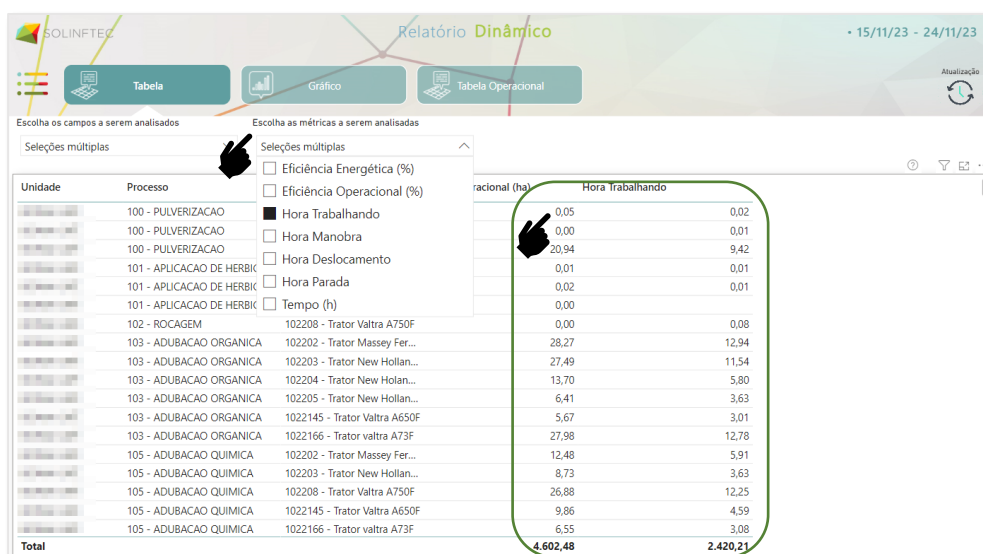 SOLINFTEC
Relatório Dinâmico
• 15/11/23 - 24/11/23
Atualização
Tabela
Gráfico
Tabela Operacional
Escolha os campos a serem analisados
Escolha as métricas a serem analisadas
Seleções múltiplas
Seleções múltiplas
Eficiência Energética (%)
Eficiência Operacional (%)
Hora Trabalhando
Hora Manobra
Hora Deslocamento
Hora Parada
Tempo (h)
Unidade Processo racional (ha) Hora Trabalhando
100 - PULVERIZACAO 0,05 0,02
100 - PULVERIZACAO 0,00 0,01
100 - PULVERIZACAO 20,94 9,42
101 - APLICACAO DE HERBIC 0,01 0,01
101 - APLICACAO DE HERBIC 0,02 0,01
101 - APLICACAO DE HERBIC 0,00
102 - ROCAGEM 102208 - Trator Valtra A750F 0,00 0,08
103 - ADUBACAO ORGANICA 102202 - Trator Massey Fer... 28,27 12,94
103 - ADUBACAO ORGANICA 102203 - Trator New Hollan... 27,49 11,54
103 - ADUBACAO ORGANICA 102204 - Trator New Holan... 13,70 5,80
103 - ADUBACAO ORGANICA 102205 - Trator New Hollan... 6,41 3,63
103 - ADUBACAO ORGANICA 1022145 - Trator Valtra A650F 5,67 3,01
103 - ADUBACAO ORGANICA 1022166 - Trator valtra A73F 27,98 12,78
105 - ADUBACAO QUIMICA 102202 - Trator Massey Fer... 12,48 5,91
105 - ADUBACAO QUIMICA 102203 - Trator New Hollan... 8,73 3,63
105 - ADUBACAO QUIMICA 102208 - Trator Valtra A750F 26,88 12,25
105 - ADUBACAO QUIMICA 1022145 - Trator Valtra A650F 9,86 4,59
105 - ADUBACAO QUIMICA 1022166 - Trator valtra A73F 6,55 3,08
Total 4.602,48 2.420,21